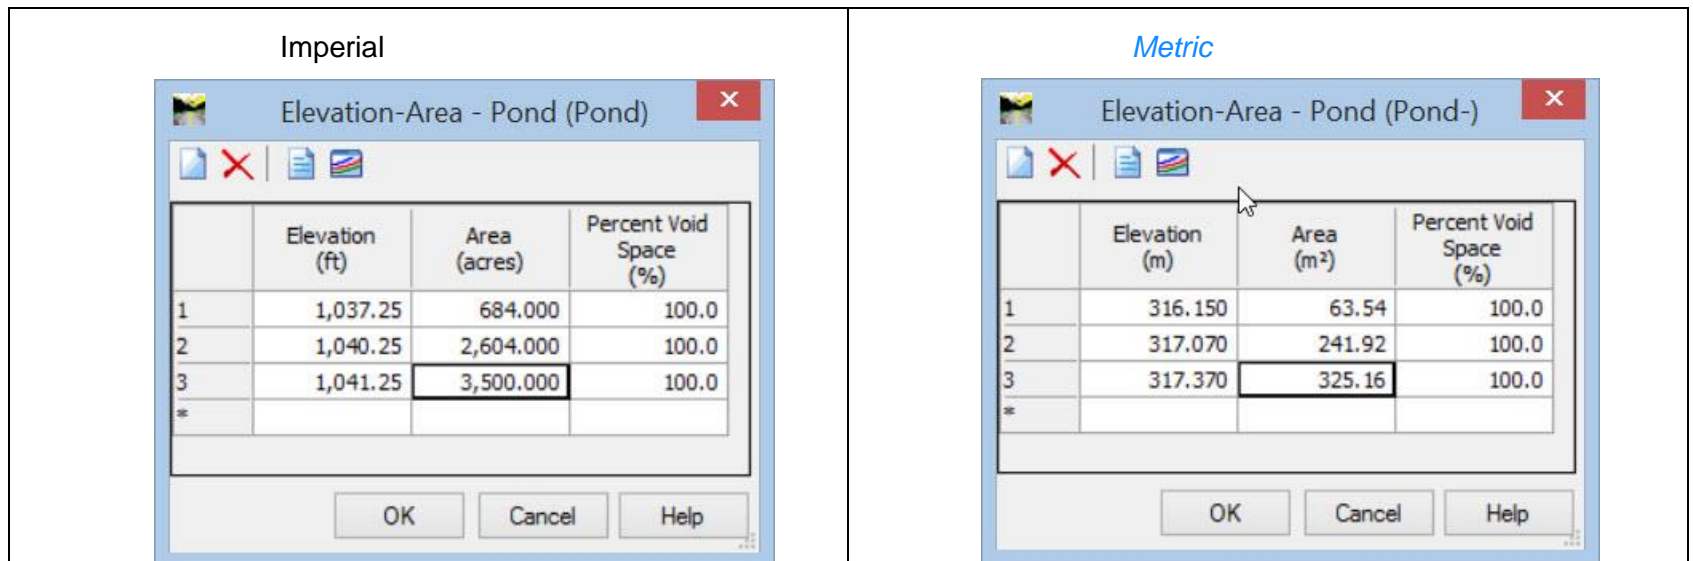 Imperial
Elevation-Area - Pond (Pond)
Elevation (ft) Area (acres) Percent Void Space (%)
1 1,037.25 684.000 100.0
2 1,040.25 2,604.000 100.0
3 1,041.25 3,500.000 100.0
*
OK Cancel Help
Metric
Elevation-Area - Pond (Pond-)
Elevation (m) Area (m²) Percent Void Space (%)
1 316.150 63.54 100.0
2 317.070 241.92 100.0
3 317.370 325.16 100.0
*
OK Cancel Help